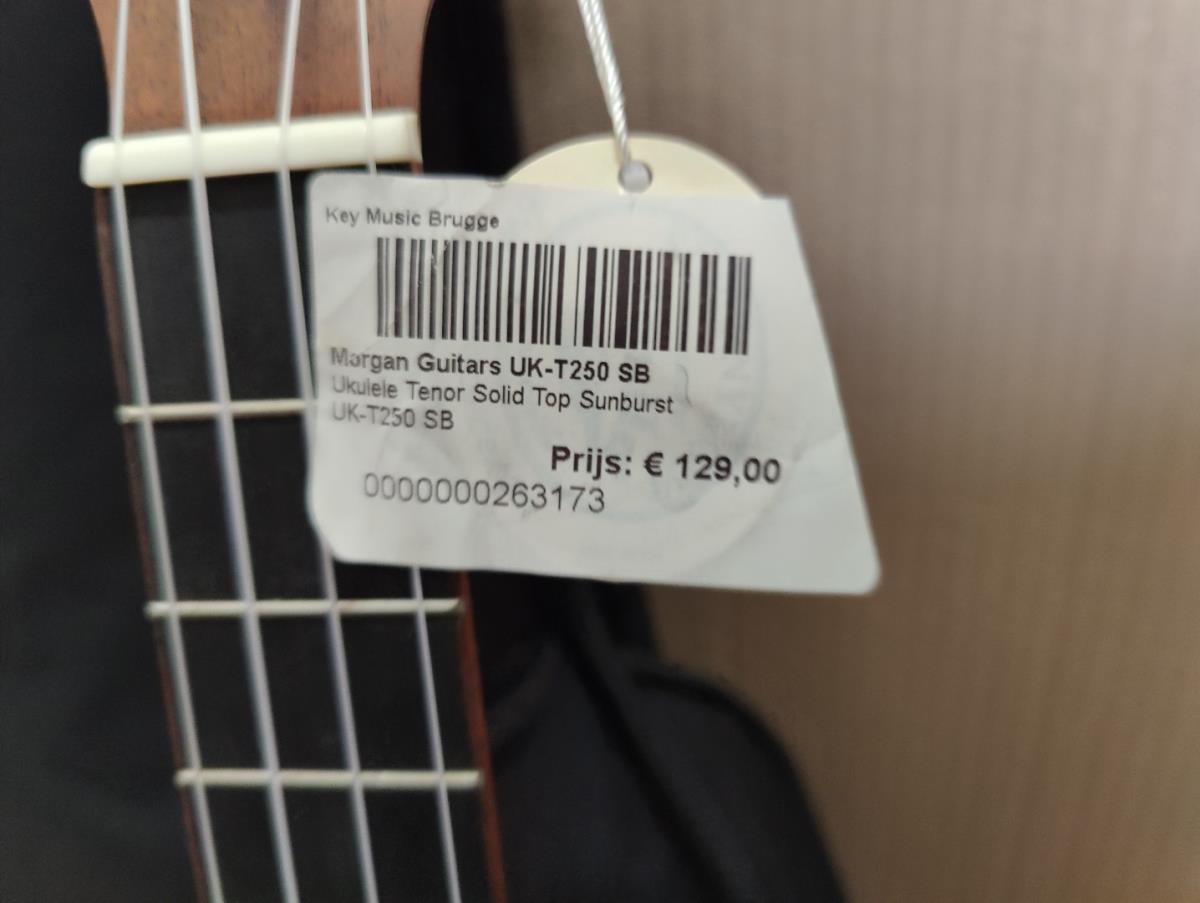 Key Music Brugge
Morgan Guitars UK-T250 SB
Ukulele Tenor Solid Top Sunburst
UK-T250 SB
Prijs: € 129,00
0000000263173